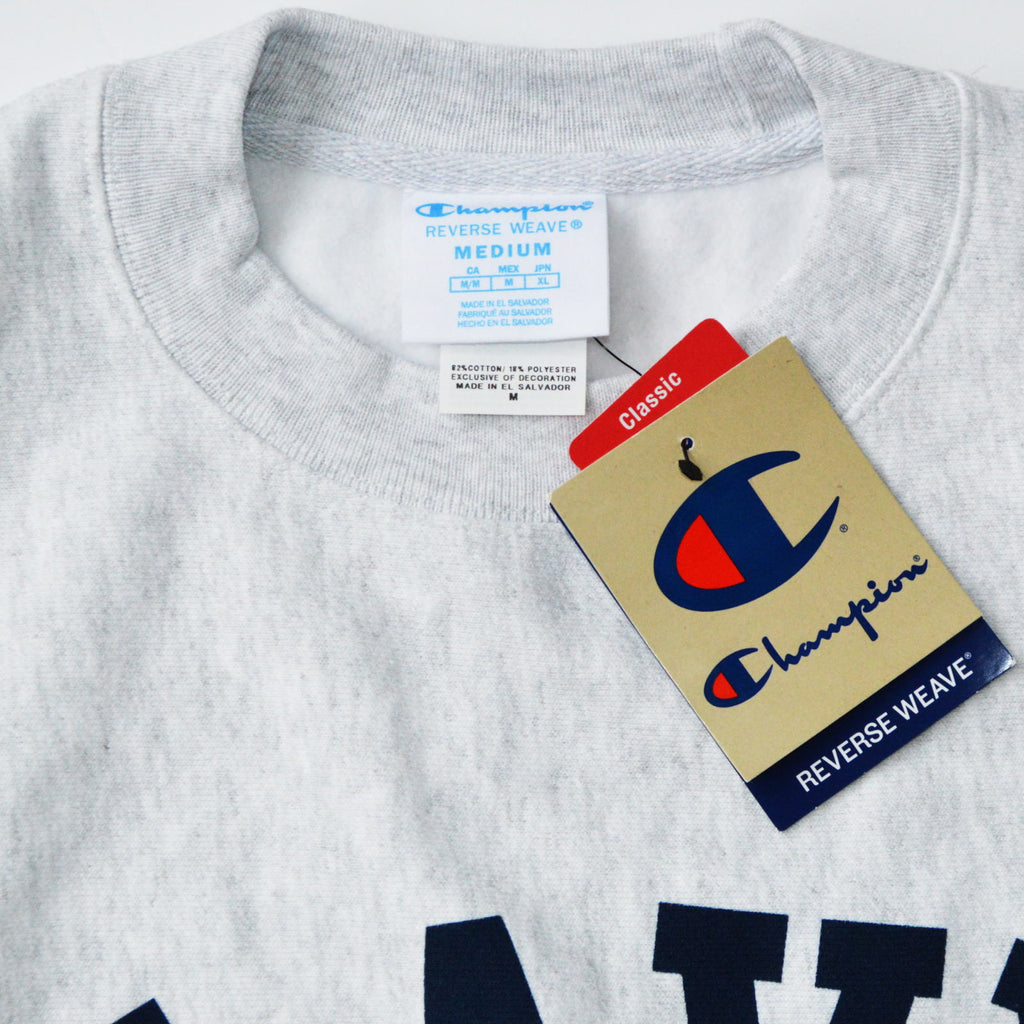 Champion®
REVERSE WEAVE®
MEDIUM
CA MEX JPN
M/M M XL
MADE IN EL SALVADOR
FABRIQUÉ AU SALVADOR
HECHO EN EL SALVADOR
82%COTTON/ 18% POLYESTER
EXCLUSIVE OF DECORATION
MADE IN EL SALVADOR
M
Classic
®
Champion®
REVERSE WEAVE®